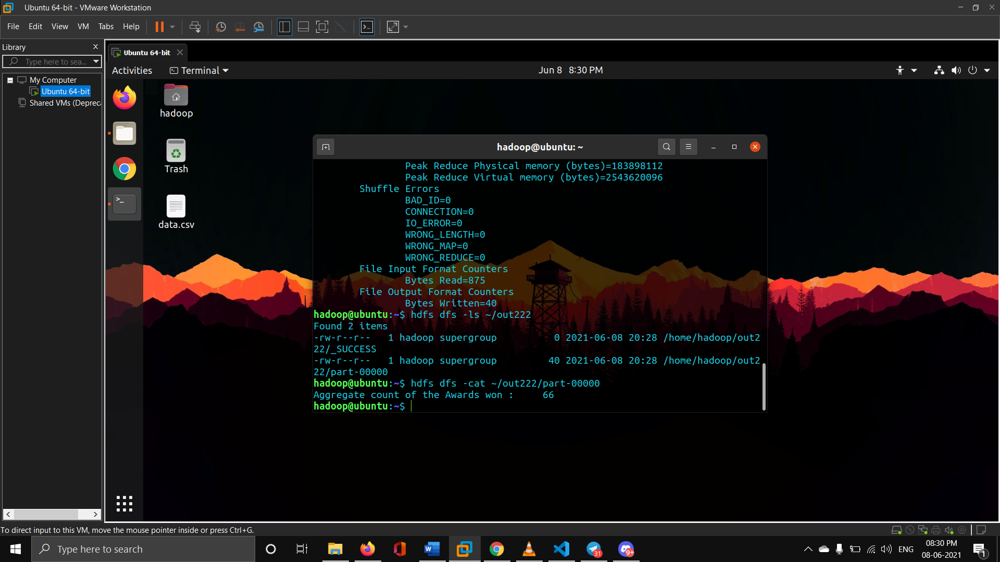 Ubuntu 64-bit - VMware Workstation
File Edit View VM Tabs Help
Library
Type here to sea...
My Computer
Ubuntu 64-bit
Shared VMs (Depreca
Ubuntu 64-bit
Activities Terminal Jun 8 8:30 PM
hadoop
Trash
data.csv
hadoop@ubuntu: ~
Peak Reduce Physical memory (bytes)=183898112
Peak Reduce Virtual memory (bytes)=2543620096
Shuffle Errors
BAD_ID=0
CONNECTION=0
IO_ERROR=0
WRONG_LENGTH=0
WRONG_MAP=0
WRONG_REDUCE=0
File Input Format Counters
Bytes Read=875
File Output Format Counters
Bytes Written=40
hadoop@ubuntu:~$ hdfs dfs -ls ~/out222
Found 2 items
-rw-r--r-- 1 hadoop supergroup 0 2021-06-08 20:28 /home/hadoop/out2
22/_SUCCESS
-rw-r--r-- 1 hadoop supergroup 40 2021-06-08 20:28 /home/hadoop/out2
22/part-00000
hadoop@ubuntu:~$ hdfs dfs -cat ~/out222/part-00000
Aggregate count of the Awards won : 66
hadoop@ubuntu:~$
To direct input to this VM, move the mouse pointer inside or press Ctrl+G.
Type here to search
31
9+
ENG
08:30 PM
08-06-2021
1